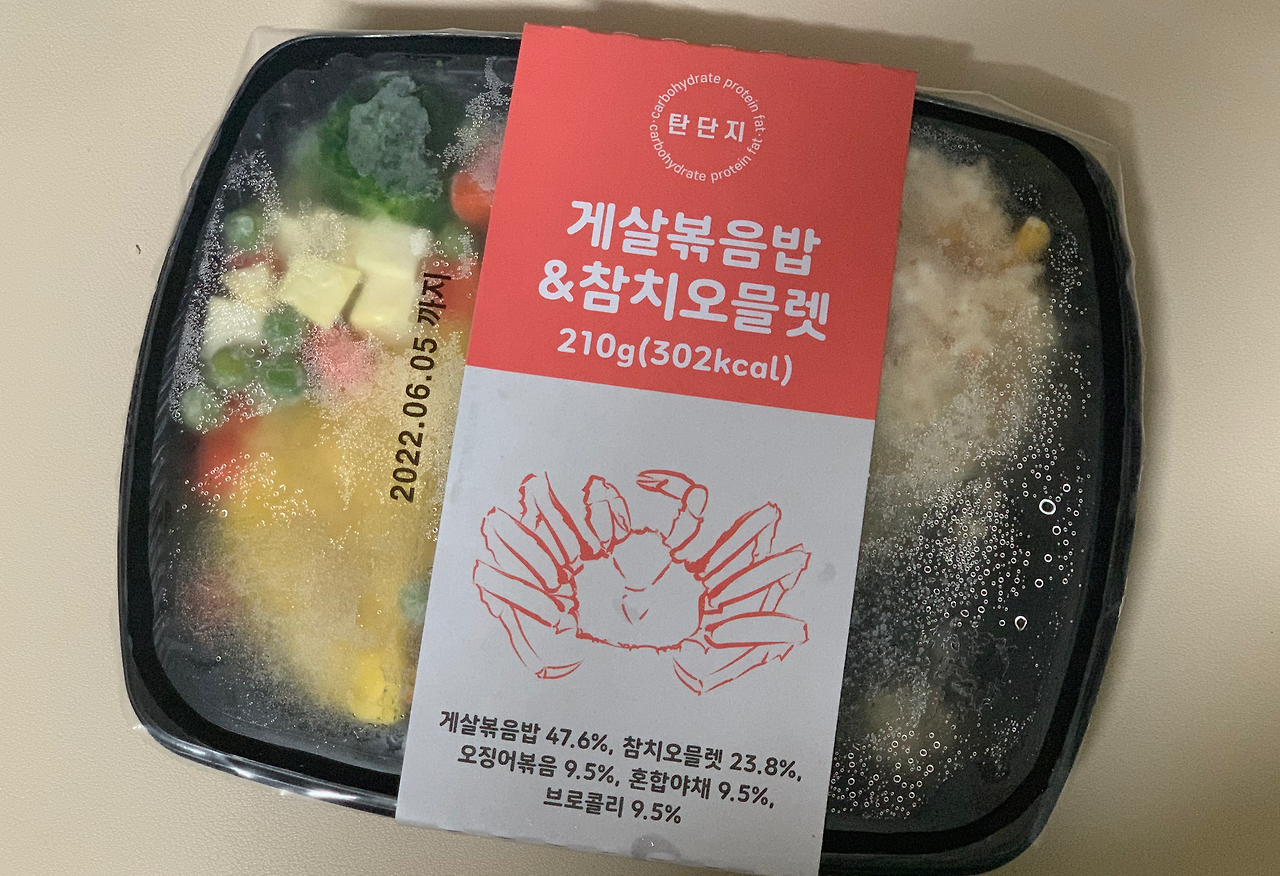 ·carbohydrate protein fat·
탄단지
carbohydrate protein fat
게살볶음밥
&참치오믈렛
210g(302kcal)
2022.06.05 까지
게살볶음밥 47.6%, 참치오믈렛 23.8%,
오징어볶음 9.5%, 혼합야채 9.5%,
브로콜리 9.5%